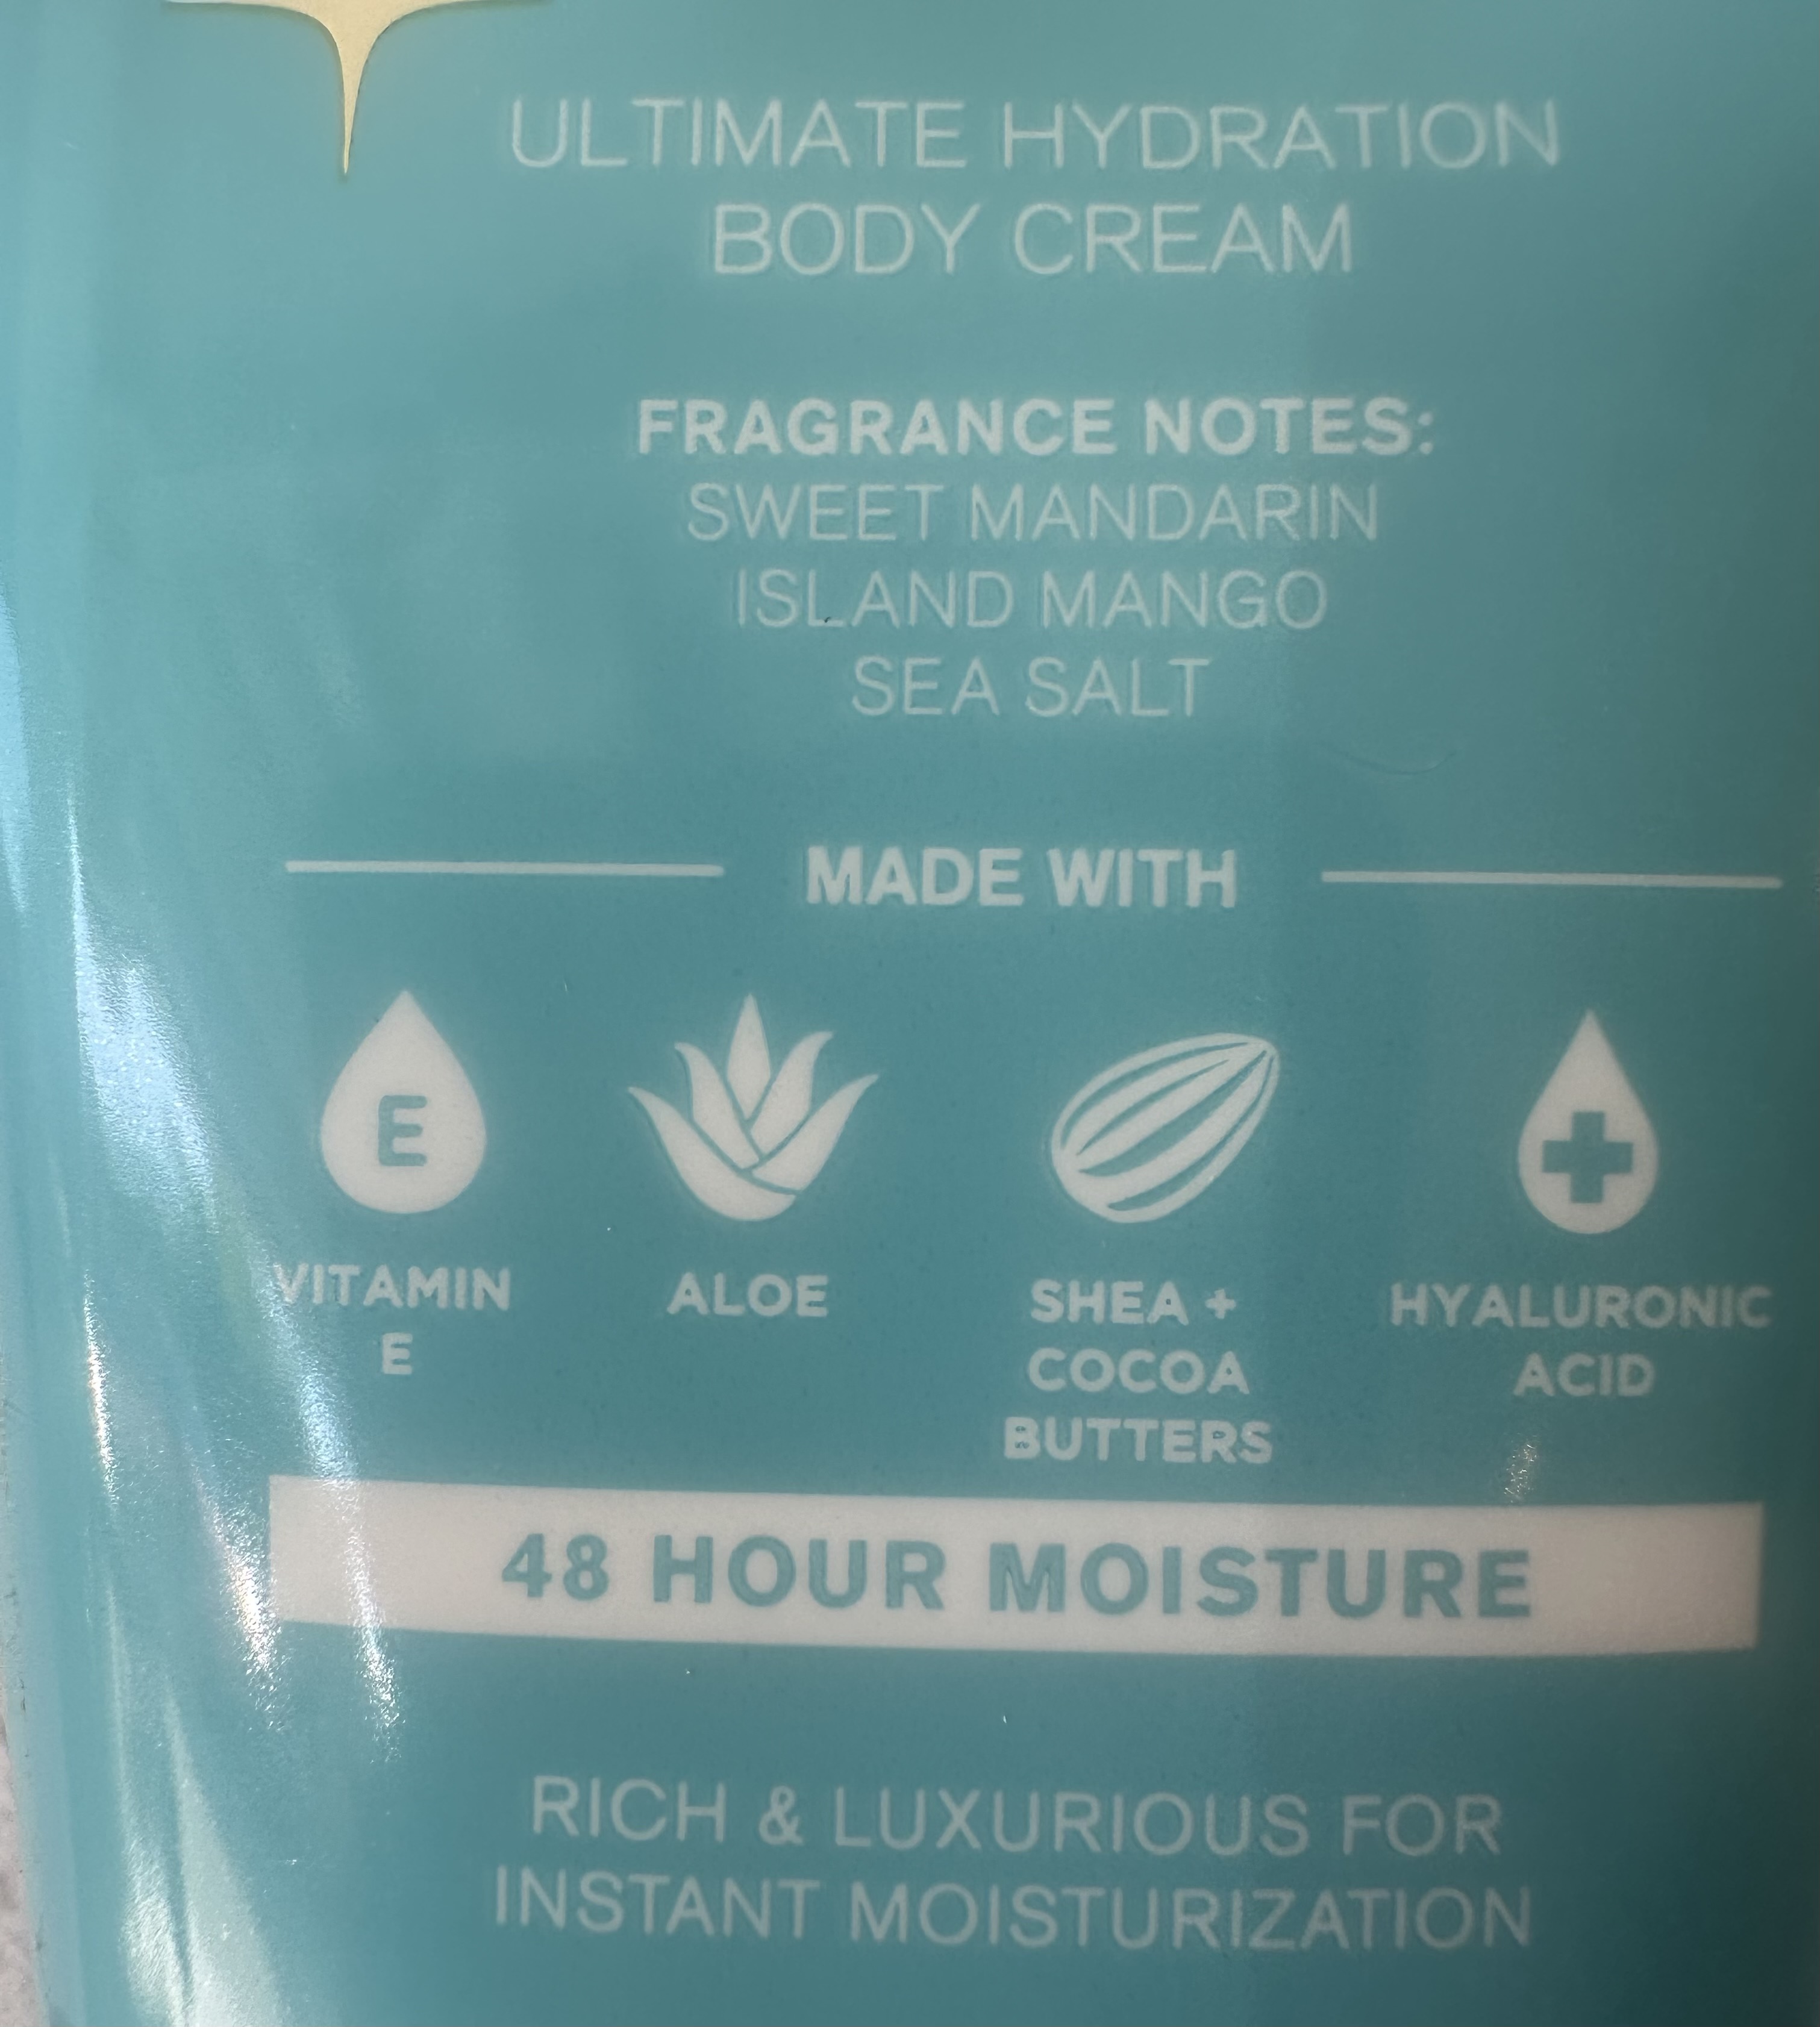 ULTIMATE HYDRATION
BODY CREAM
FRAGRANCE NOTES:
SWEET MANDARIN
ISLAND MANGO
SEA SALT
MADE WITH
E
VITAMIN
E
ALOE
SHEA +
COCOA
BUTTERS
HYALURONIC
ACID
48 HOUR MOISTURE
RICH & LUXURIOUS FOR
INSTANT MOISTURIZATION